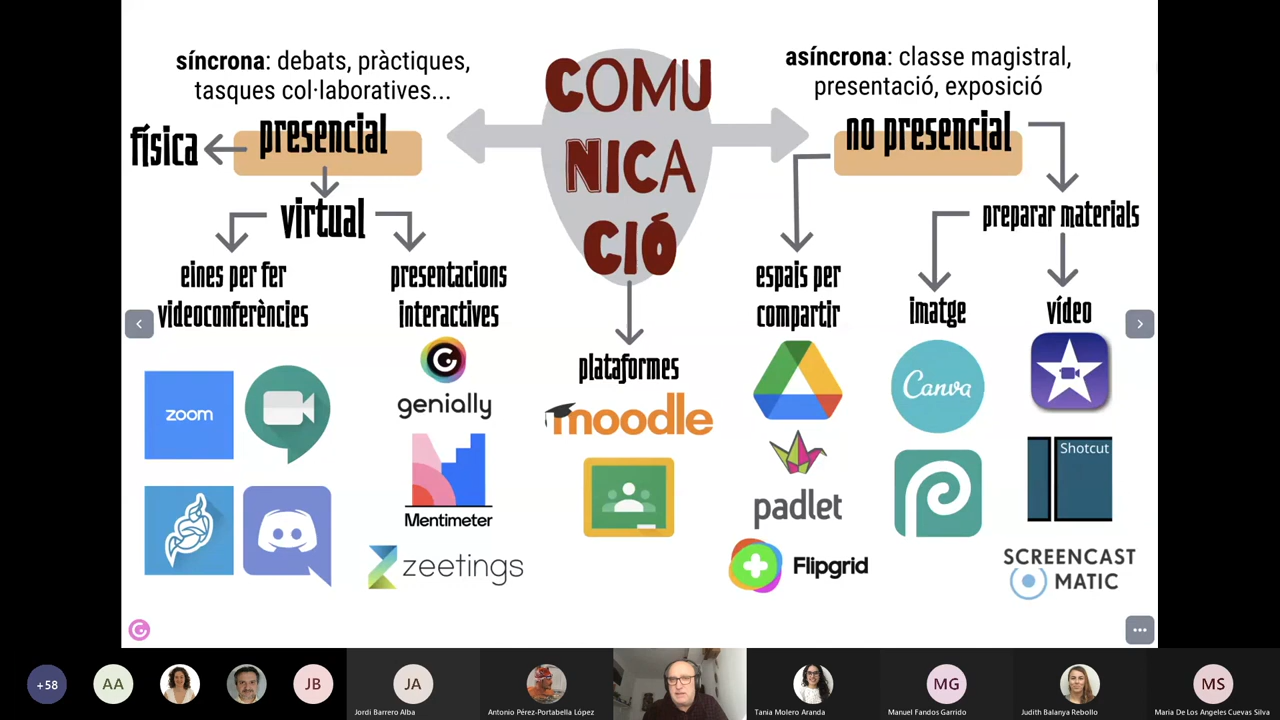 síncrona: debats, pràctiques,
tasques col·laboratives...
COMU
NICA
CIÓ
asíncrona: classe magistral,
presentació, exposició
física
presencial
no presencial
virtual
preparar materials
eines per fer
videoconferències
presentacions
interactives
espais per
compartir
imatge
vídeo
plataformes
zoom
genially
Mentimeter
zeetings
moodle
padlet
Flipgrid
Canva
Shotcut
SCREENCAST
MATIC
+58
AA
JB
JA
Jordi Barrero Alba
Antonio Pérez-Portabella López
Tania Molero Aranda
MG
Manuel Fandos Garrido
Judith Balanya Rebollo
MS
Maria De Los Angeles Cuevas Silva